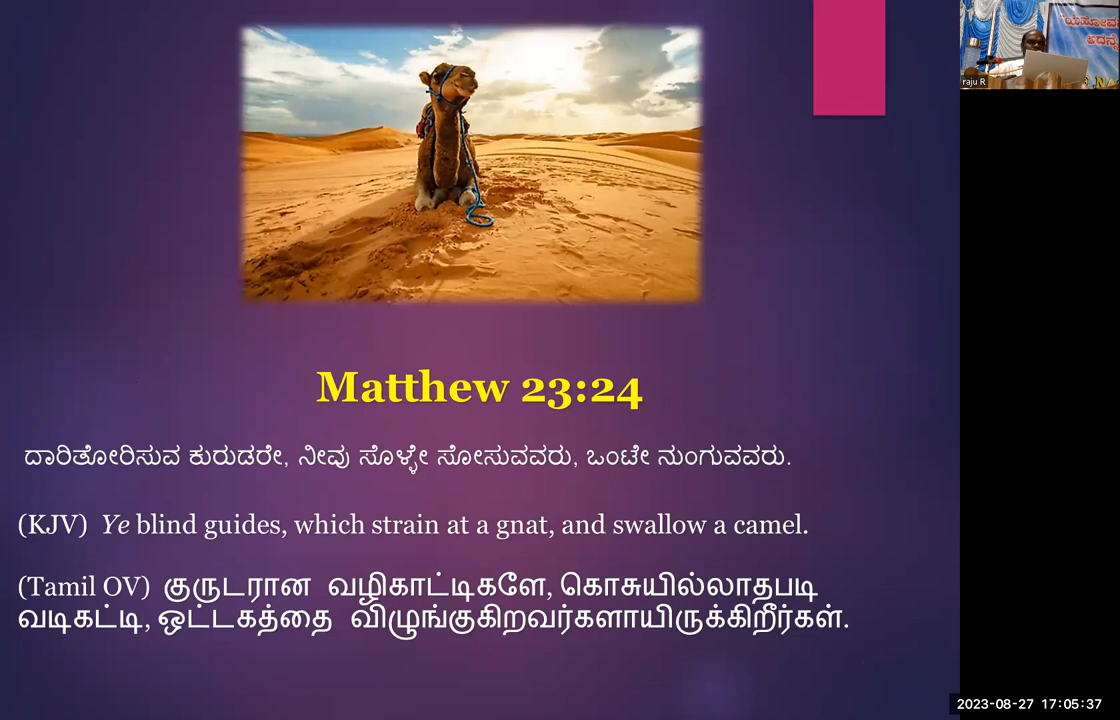 Matthew 23:24
ದಾರಿತೋರಿಸುವ ಕುರುಡರೇ, ನೀವು ಸೊಳ್ಳೇ ಸೋಸುವವರು, ಒಂಟೇ ನುಂಗುವವರು.
(KJV) Ye blind guides, which strain at a gnat, and swallow a camel.
(Tamil OV) குருடரான வழிகாட்டிகளே, கொசுயில்லாதபடி
வடிகட்டி, ஒட்டகத்தை விழுங்குகிறவர்களாயிருக்கிறீர்கள்.
raju R
2023-08-27 17:05:37